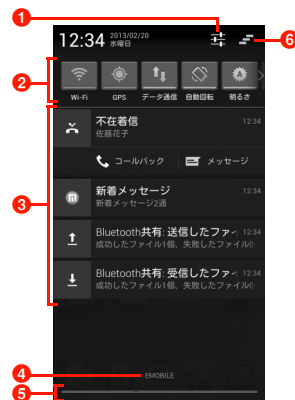 1
12:34 2013/02/20
水曜日
6
2
Wi-Fi GPS データ通信 自動回転 明るさ
3
不在着信 12:34
佐藤花子
コールバック メッセージ
新着メッセージ 12:34
新着メッセージ2通
Bluetooth共有: 送信したファイ 12:34
成功したファイル1個、失敗したファイル0
Bluetooth共有: 受信したファイ 12:34
成功したファイル1個、失敗したファイル0
4 EMOBILE
5